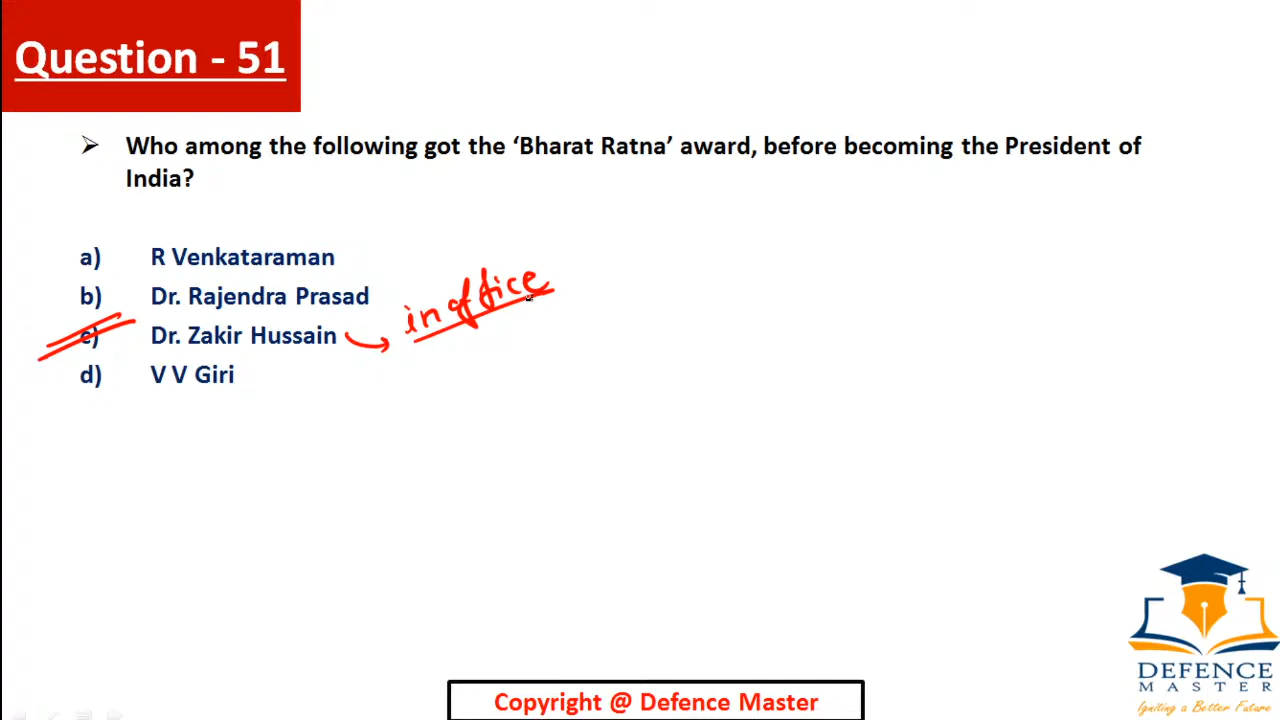 Question - 51
➢ Who among the following got the ‘Bharat Ratna’ award, before becoming the President of
India?
a) R Venkataraman
b) Dr. Rajendra Prasad
in office
c) Dr. Zakir Hussain
d) V V Giri
DEFENCE
MASTER
Igniting a Better Future
Copyright @ Defence Master